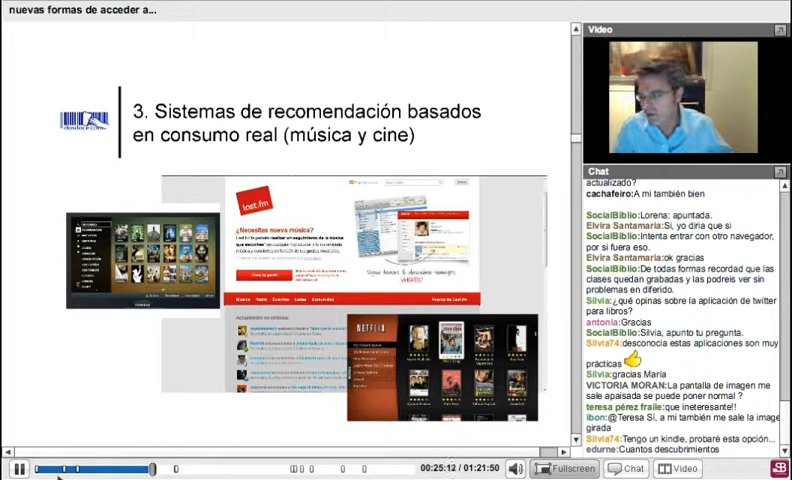 nuevas formas de acceder a...
3. Sistemas de recomendación basados
en consumo real (música y cine)
dosdoce.com
lost.fm
¿Necesitas nueva música?
NETFLIX
Video
Chat
actualizado?
cachafeiro:A mi también bien
SocialBiblio:Lorena: apuntada.
Elvira Santamaria:Si, yo diria que si
SocialBiblio:Intenta entrar con otro navegador,
por si fuera eso.
Elvira Santamaria:ok gracias
SocialBiblio:De todas formas recordad que las
clases quedan grabadas y las podreis ver sin
problemas en diferido.
Silvia:¿qué opinas sobre la aplicación de twitter
para libros?
antonia:Gracias
SocialBiblio:Silvia, apunto tu pregunta.
Silvia74:desconocia estas aplicaciones son muy
prácticas
Silvia:gracias María
VICTORIA MORAN:La pantalla de imagen me
sale apaisada se puede poner normal ?
teresa pérez fraile:que ineteresante!!
ibon:@Teresa Sí, a mi también me sale la image
girada
Silvia74:Tengo un kindle, probaré esta opción...
edurne:Cuantos descubrimientos
00:25:12 / 01:21:50
Fullscreen
Chat
Video
SB